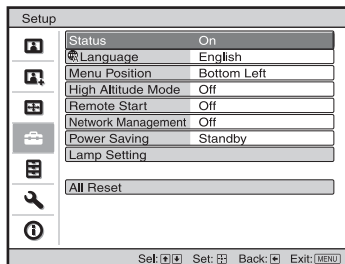 Setup
Status On
Language English
Menu Position Bottom Left
High Altitude Mode Off
Remote Start Off
Network Management Off
Power Saving Standby
Lamp Setting
All Reset
Sel: Set: Back: Exit: MENU